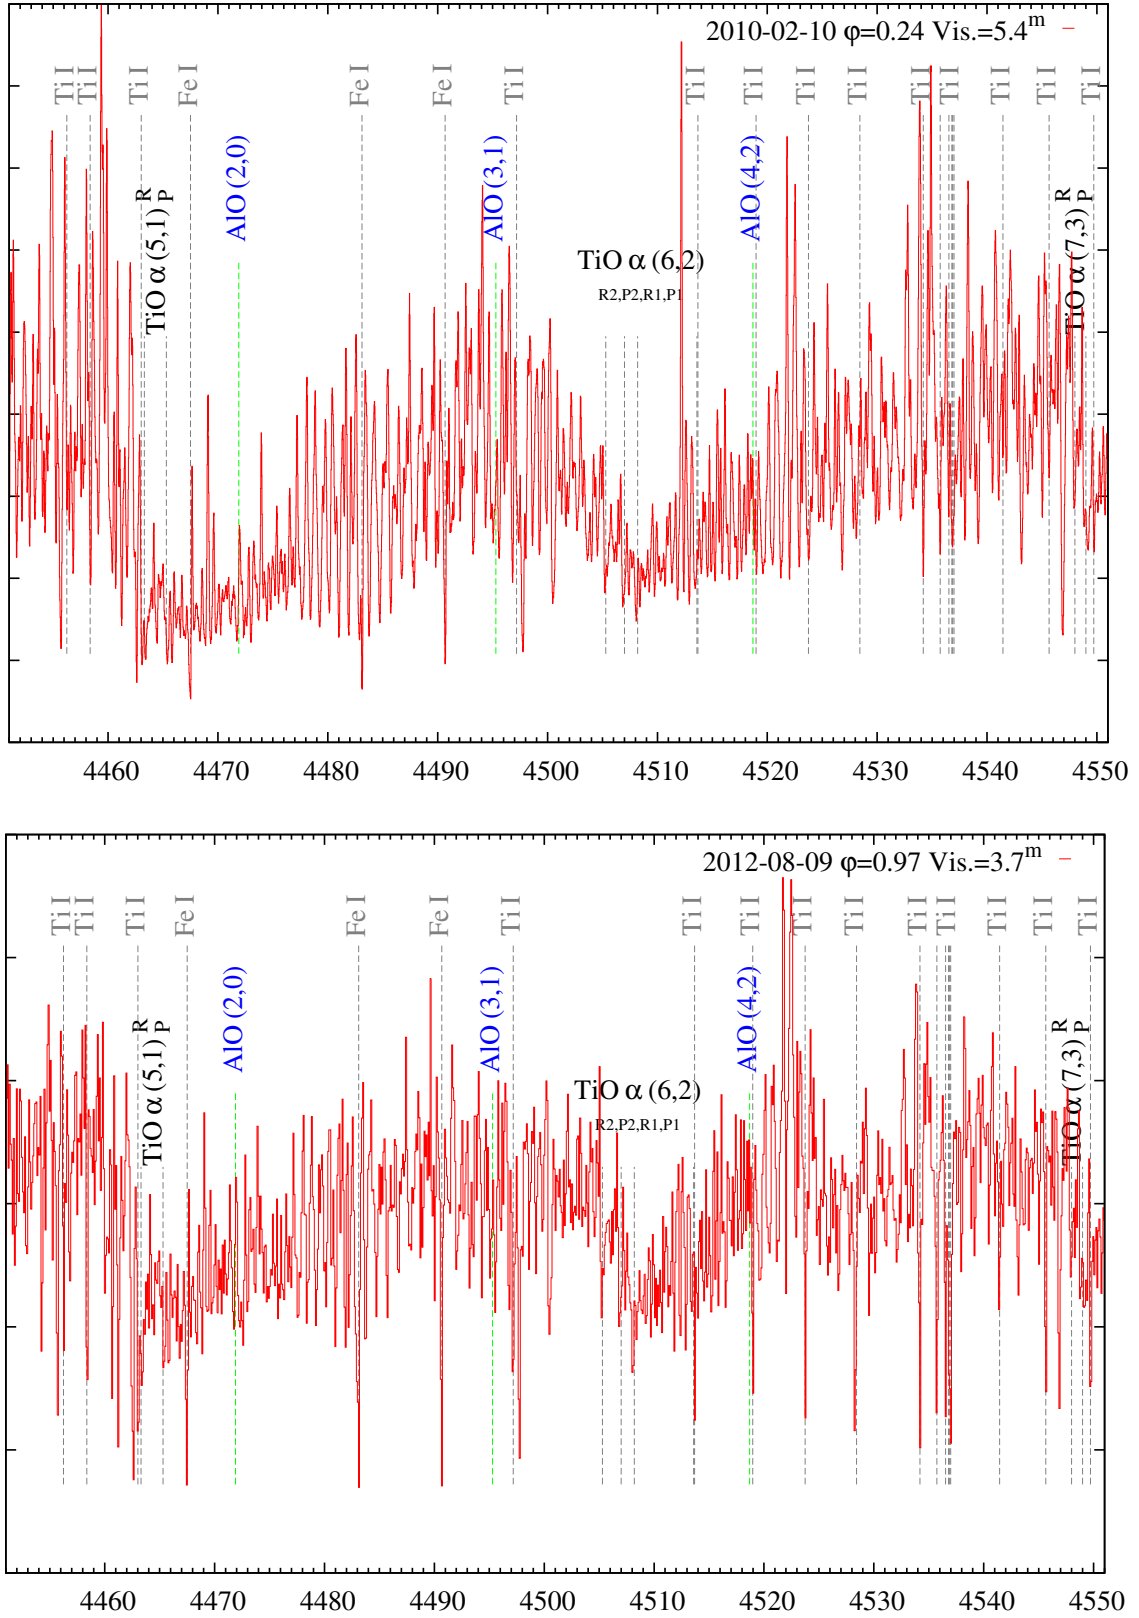 2010-02-10 φ=0.24 Vis.=5.4m
Ti I Ti I Ti I Fe I Fe I Fe I Ti I Ti I Ti I Ti I Ti I Ti I Ti I Ti I Ti I
TiO α (5,1) R P
AlO (2,0)
AlO (3,1)
TiO α (6,2)
R2,P2,R1,P1
AlO (4,2)
TiO α (7,3) R P
4460 4470 4480 4490 4500 4510 4520 4530 4540 4550
2012-08-09 φ=0.97 Vis.=3.7m
Ti I Ti I Ti I Fe I Fe I Fe I Ti I Ti I Ti I Ti I Ti I Ti I Ti I Ti I Ti I Ti I
TiO α (5,1) R P
AlO (2,0)
AlO (3,1)
TiO α (6,2)
R2,P2,R1,P1
AlO (4,2)
TiO α (7,3) R P
4460 4470 4480 4490 4500 4510 4520 4530 4540 4550